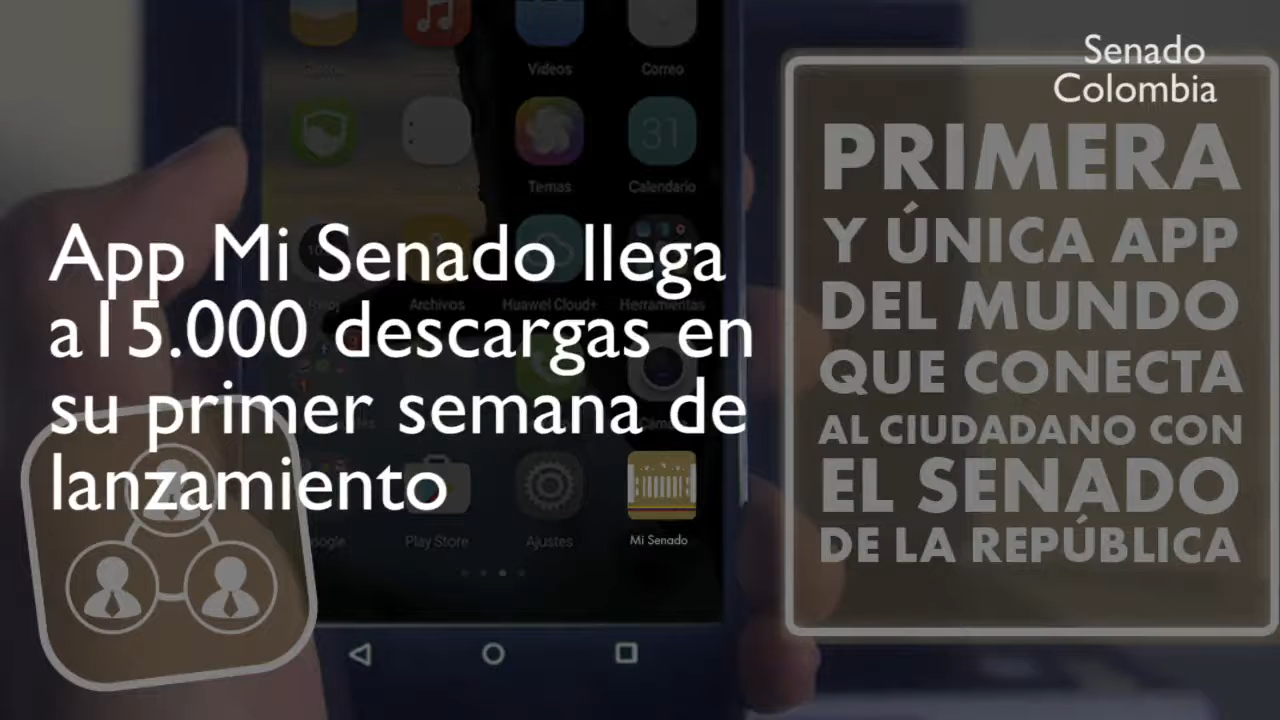 Senado
Colombia
App Mi Senado llega
a15.000 descargas en
su primer semana de
lanzamiento
PRIMERA
Y ÚNICA APP
DEL MUNDO
QUE CONECTA
AL CIUDADANO CON
EL SENADO
DE LA REPÚBLICA
Videos
Correo
31
Temas
Calendario
Archivos
Huawei Cloud+
Herramientas
Play Store
Ajustes
Mi Senado